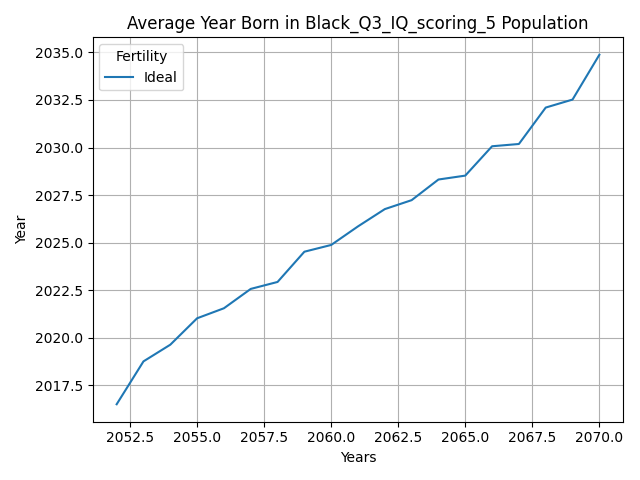 Average Year Born in Black_Q3_IQ_scoring_5 Population
Fertility
Ideal
Year
2035.0
2032.5
2030.0
2027.5
2025.0
2022.5
2020.0
2017.5
2052.5 2055.0 2057.5 2060.0 2062.5 2065.0 2067.5 2070.0
Years